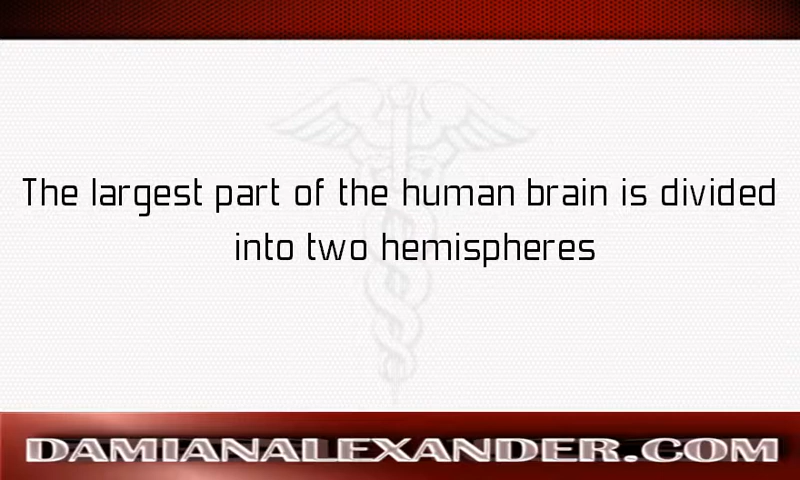 The largest part of the human brain is divided
into two hemispheres
DAMIANALEXANDER.COM